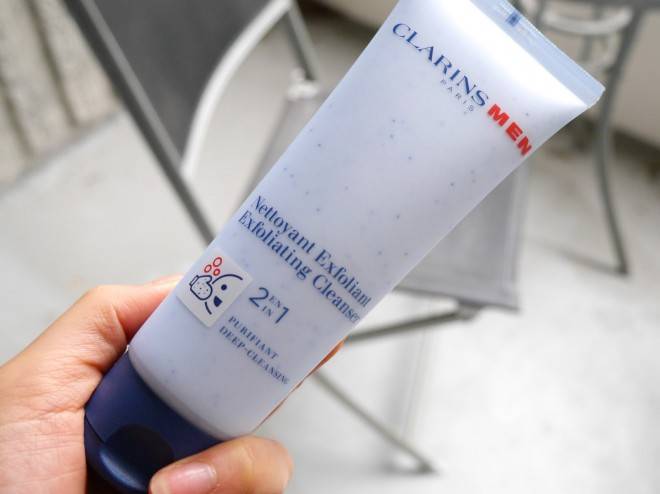 CLARINS MEN
PARIS
Nettoyant Exfoliant
Exfoliating Cleanser
2 EN
IN 1
PURIFIANT
DEEP-CLEANSING